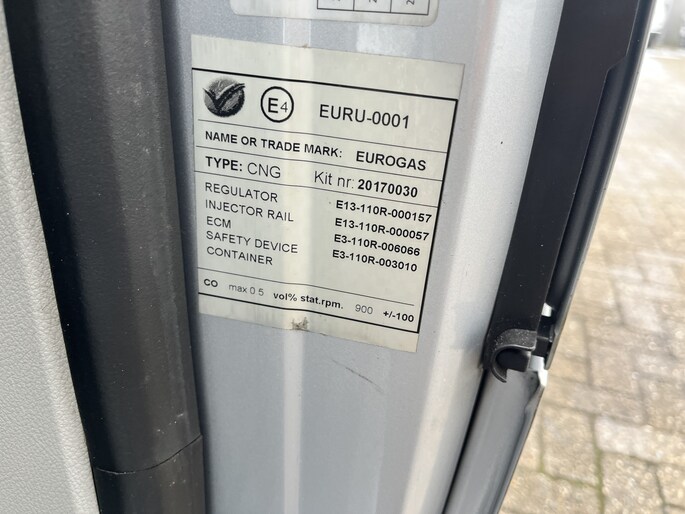 E4 EURU-0001
NAME OR TRADE MARK: EUROGAS
TYPE: CNG Kit nr: 20170030
REGULATOR E13-110R-000157
INJECTOR RAIL E13-110R-000057
ECM E3-110R-006066
SAFETY DEVICE E3-110R-003010
CONTAINER
CO max 0 5 vol% stat.rpm. 900 +/-100